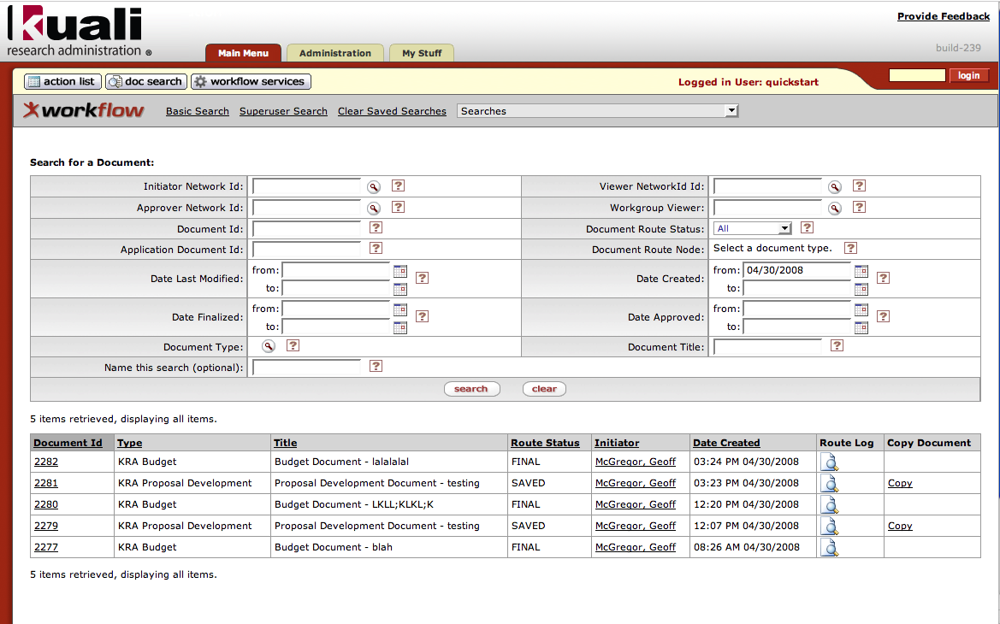 kuali
research administration ®
Provide Feedback
build-239
Main Menu Administration My Stuff
action list doc search workflow services Logged in User: quickstart login
workflow Basic Search Superuser Search Clear Saved Searches Searches
Search for a Document:
Initiator Network Id: ? Viewer NetworkId Id: ?
Approver Network Id: ? Workgroup Viewer: ?
Document Id: ? Document Route Status: All ?
Application Document Id: ? Document Route Node: Select a document type. ?
Date Last Modified: from: to: ? Date Created: from: 04/30/2008 to: ?
Date Finalized: from: to: ? Date Approved: from: to: ?
Document Type: ? Document Title: ?
Name this search (optional): ?
search clear
5 items retrieved, displaying all items.
Document Id Type Title Route Status Initiator Date Created Route Log Copy Document
2282 KRA Budget Budget Document - lalalalal FINAL McGregor, Geoff 03:24 PM 04/30/2008
2281 KRA Proposal Development Proposal Development Document - testing SAVED McGregor, Geoff 03:23 PM 04/30/2008 Copy
2280 KRA Budget Budget Document - LKLL;KLKL;K FINAL McGregor, Geoff 12:20 PM 04/30/2008
2279 KRA Proposal Development Proposal Development Document - testing SAVED McGregor, Geoff 12:07 PM 04/30/2008 Copy
2277 KRA Budget Budget Document - blah FINAL McGregor, Geoff 08:26 AM 04/30/2008
5 items retrieved, displaying all items.